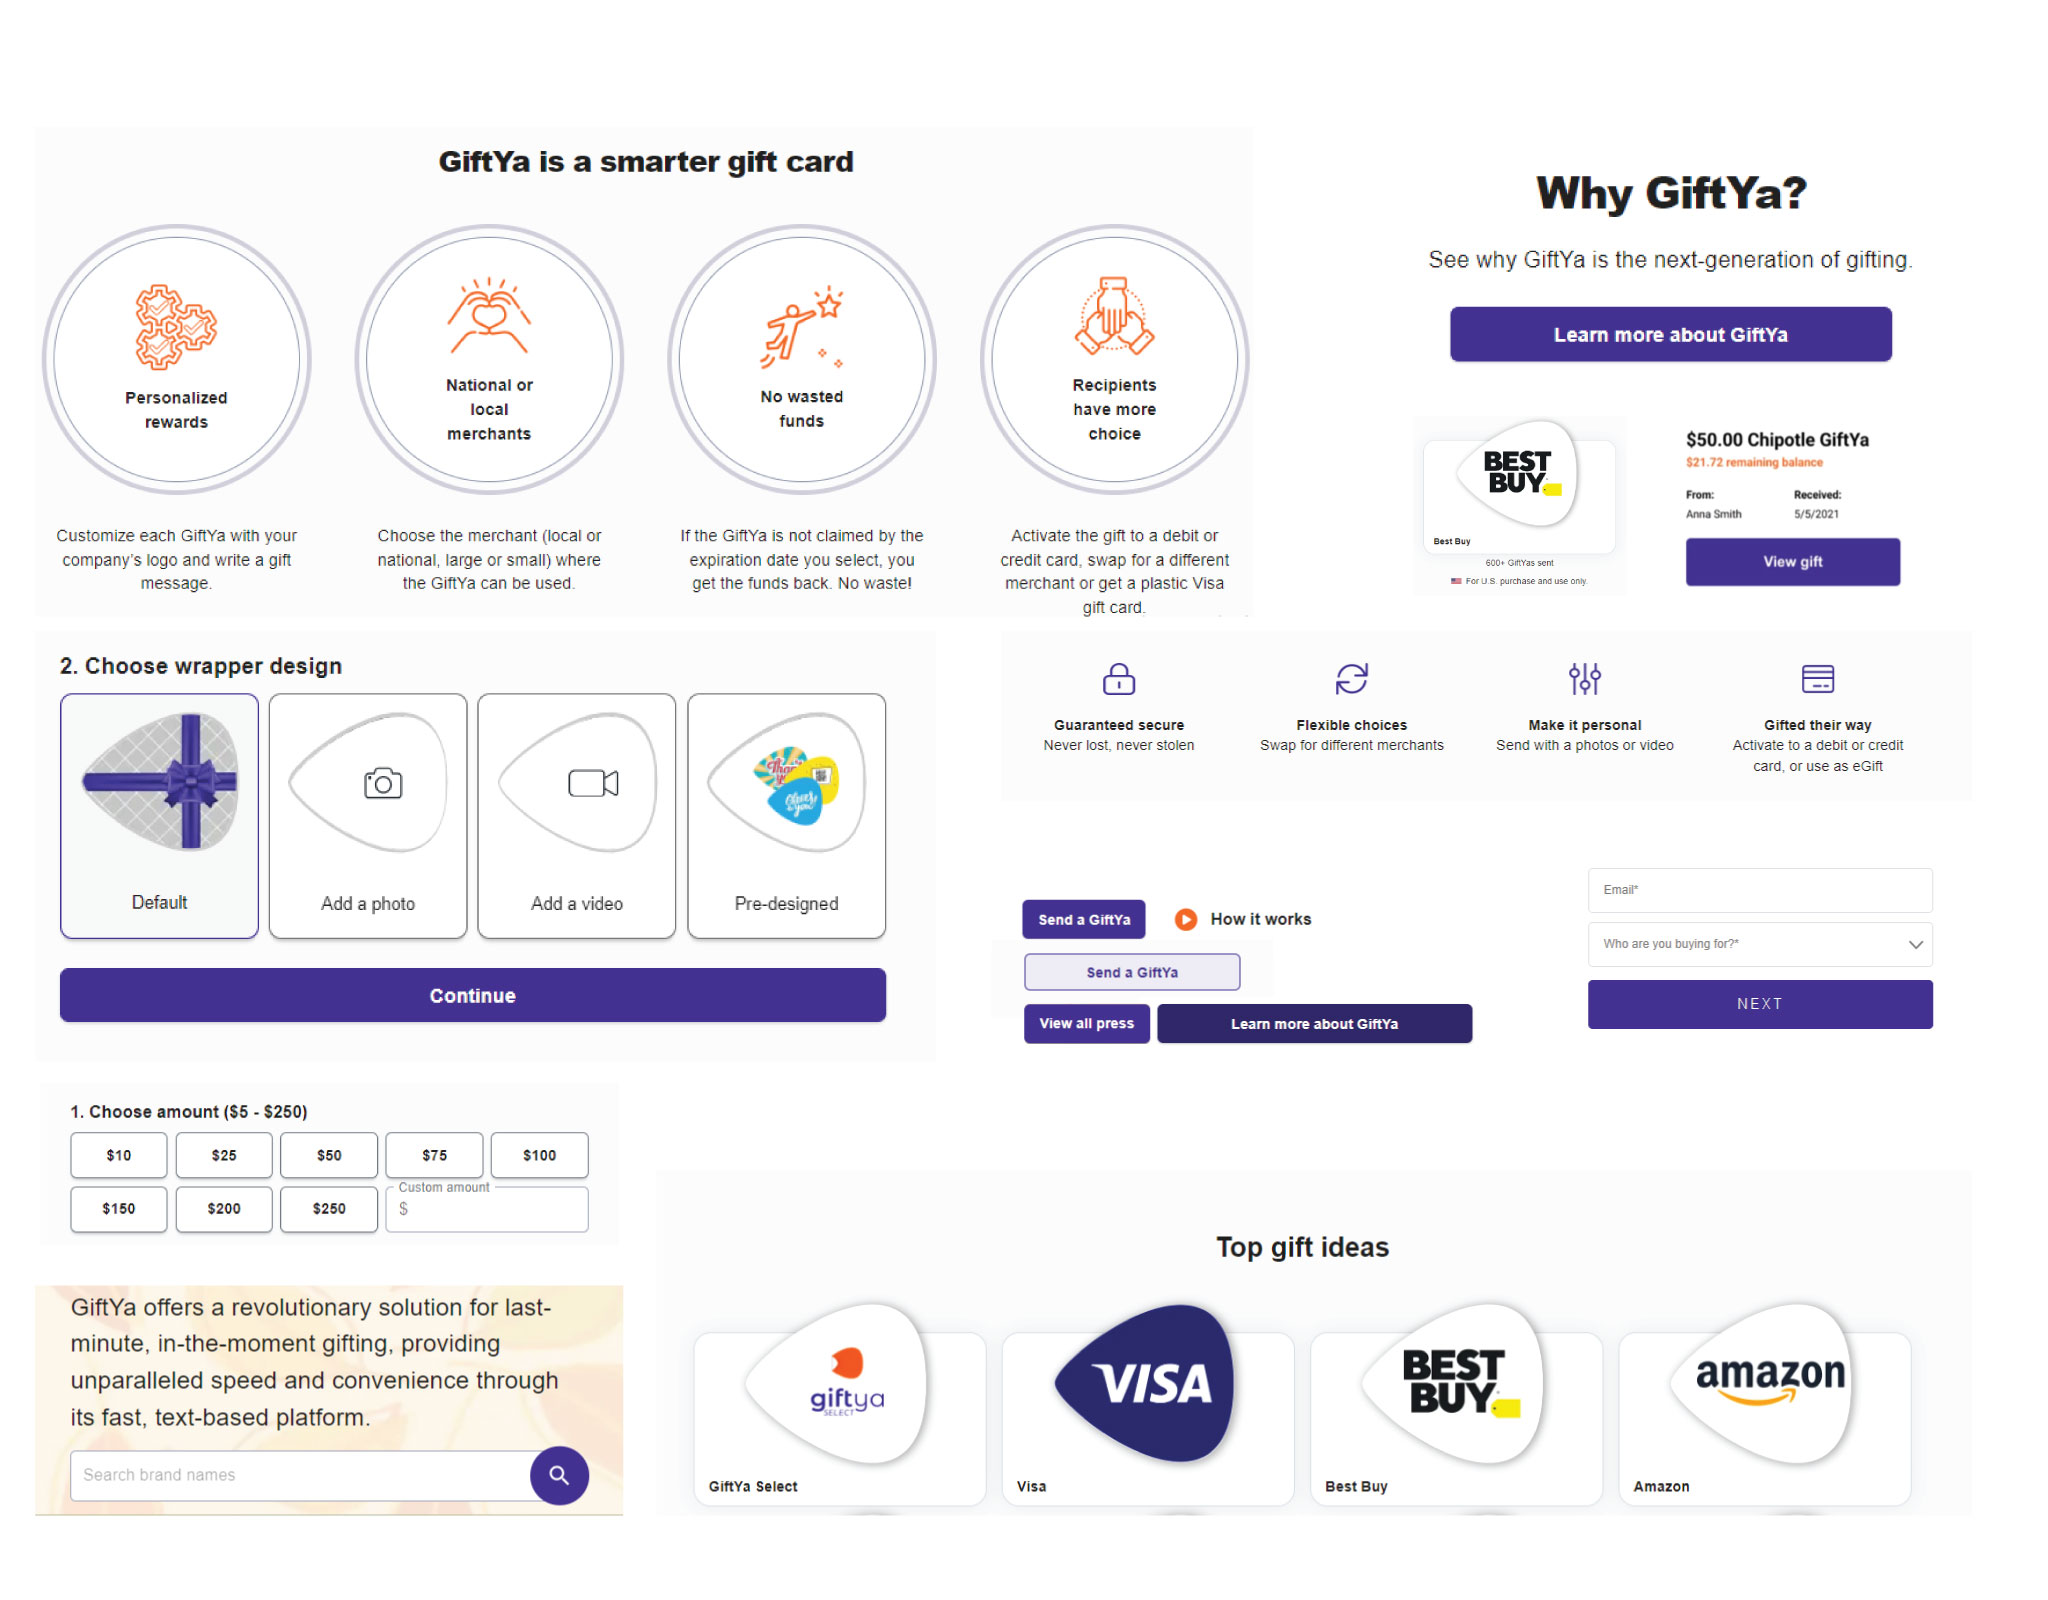 GiftYa is a smarter gift card
Personalized
rewards
National or
local
merchants
No wasted
funds
Recipients
have more
choice
Customize each GiftYa with your
company's logo and write a gift
message.
Choose the merchant (local or
national, large or small) where
the GiftYa can be used.
If the GiftYa is not claimed by the
expiration date you select, you
get the funds back. No waste!
Activate the gift to a debit or
credit card, swap for a different
merchant or get a plastic Visa
gift card.
Why GiftYa?
See why GiftYa is the next-generation of gifting.
Learn more about GiftYa
BEST
BUY
Best Buy
600+ GiftYas sent
For U.S. purchase and use only.
$50.00 Chipotle GiftYa
$21.72 remaining balance
From:
Anna Smith
Received:
5/5/2021
View gift
2. Choose wrapper design
Default
Add a photo
Add a video
Pre-designed
Continue
Guaranteed secure
Never lost, never stolen
Flexible choices
Swap for different merchants
Make it personal
Send with a photos or video
Gifted their way
Activate to a debit or credit
card, or use as eGift
Send a GiftYa
How it works
Send a GiftYa
View all press
Learn more about GiftYa
Email*
Who are you buying for?*
NEXT
1. Choose amount ($5 - $250)
$10
$25
$50
$75
$100
$150
$200
$250
Custom amount
$
GiftYa offers a revolutionary solution for last-
minute, in-the-moment gifting, providing
unparalleled speed and convenience through
its fast, text-based platform.
Search brand names
Top gift ideas
giftya
SELECT
GiftYa Select
VISA
Visa
BEST
BUY
Best Buy
amazon
Amazon